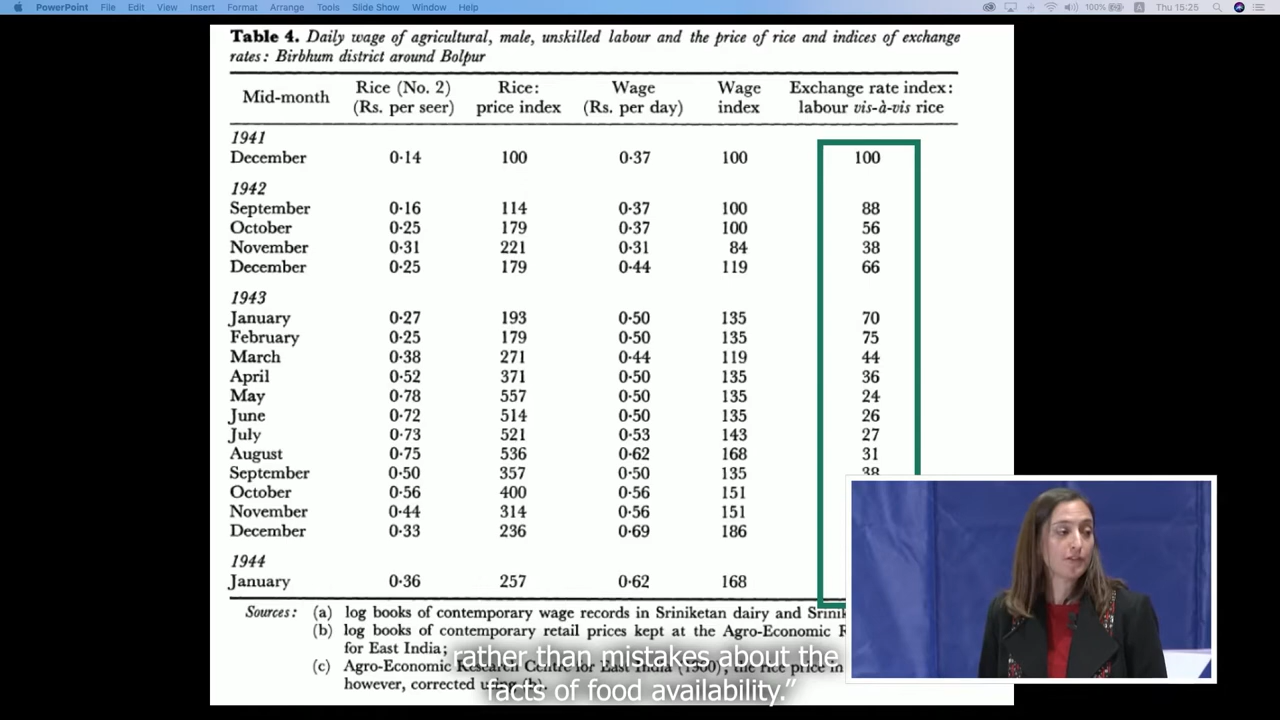 PowerPoint File Edit View Insert Format Arrange Tools Slide Show Window Help 100% A Thu 15:25
Table 4. Daily wage of agricultural, male, unskilled labour and the price of rice and indices of exchange
rates: Birbhum district around Bolpur
Mid-month Rice (No. 2) (Rs. per seer) Rice: price index Wage (Rs. per day) Wage index Exchange rate index: labour vis-à-vis rice
1941
December 0·14 100 0·37 100 100
1942
September 0·16 114 0·37 100 88
October 0·25 179 0·37 100 56
November 0·31 221 0·31 84 38
December 0·25 179 0·44 119 66
1943
January 0·27 193 0·50 135 70
February 0·25 179 0·50 135 75
March 0·38 271 0·44 119 44
April 0·52 371 0·50 135 36
May 0·78 557 0·50 135 24
June 0·72 514 0·50 135 26
July 0·73 521 0·53 143 27
August 0·75 536 0·62 168 31
September 0·50 357 0·50 135 38
October 0·56 400 0·56 151
November 0·44 314 0·56 151
December 0·33 236 0·69 186
1944
January 0·36 257 0·62 168
Sources: (a) log books of contemporary wage records in Sriniketan dairy and
(b) log books of contemporary retail prices kept at the Agro-Economic
for East India;
(c) Agro-Economic Research Centre for East India (1960), the rice price in
however, corrected using (b).
rather than mistakes about the
facts of food availability.”